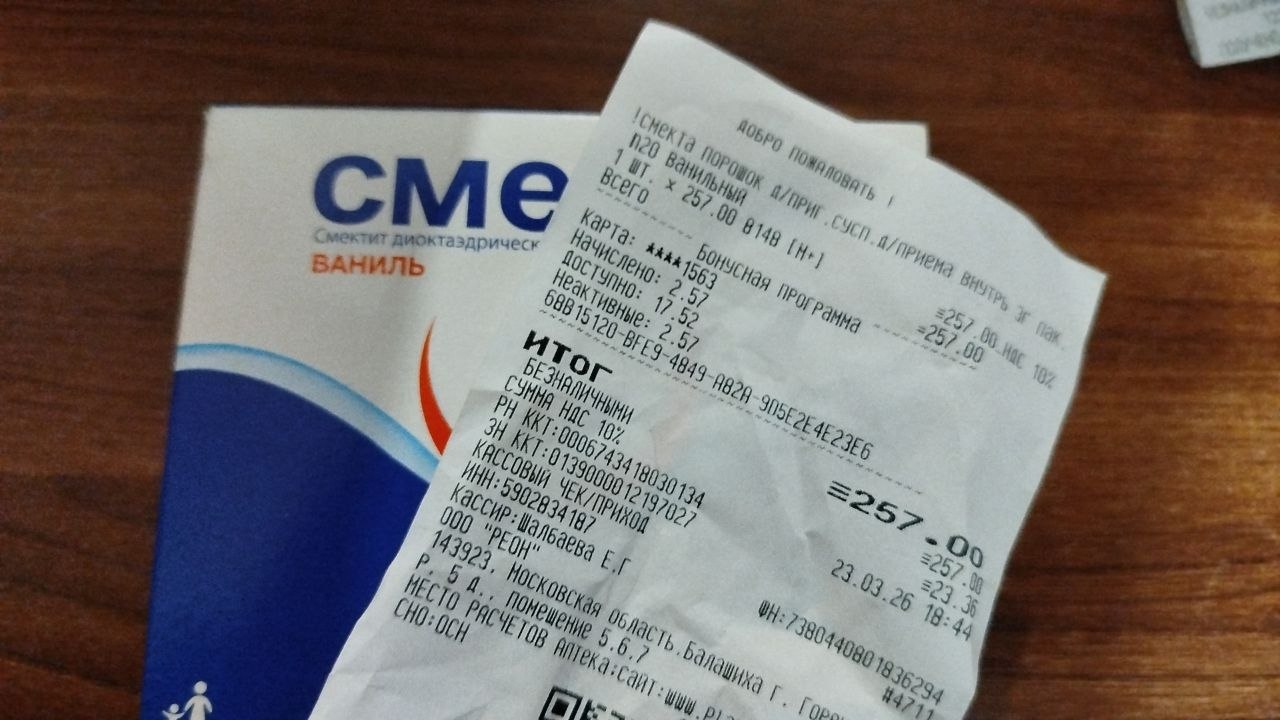 СМЕ
Смектит диоктаэдрическ
ВАНИЛЬ
ДОБРО ПОЖАЛОВАТЬ !
!СМЕКТА ПОРОШОК Д/ПРИГ.СУСП.Д/ПРИЕМА ВНУТРЬ 3Г ПАК.
N20 ВАНИЛЬНЫЙ
1 ШТ. x 257.00 8148 [М+] ≡257.00 НДС 10%
Всего ≡257.00
~~~~~~~~~ Бонусная программа ~~~~~~~~~
Карта: ****1563
Начислено: 2.57
Доступно: 17.52
Неактивные: 2.57
68B15120-BFE9-4849-A82A-9D5E2E4E23E6
ИТОГ ≡257.00
БЕЗНАЛИЧНЫМИ ≡257.00
СУММА НДС 10% ≡23.36
РН ККТ:0006743418030134 23.03.26 18:44
ЗН ККТ:0139000012197027
КАССОВЫЙ ЧЕК/ПРИХОД ФН:7380440801836294
ИНН:5902834187 #4711
Кассир:Шалбаева Е.Г
ООО "РЕОН"
143923, Московская область,Балашиха г.
р, 5 д., помещение 5,6,7
МЕСТО РАСЧЕТОВ Аптека;Сайт:www.
СНО:ОСН